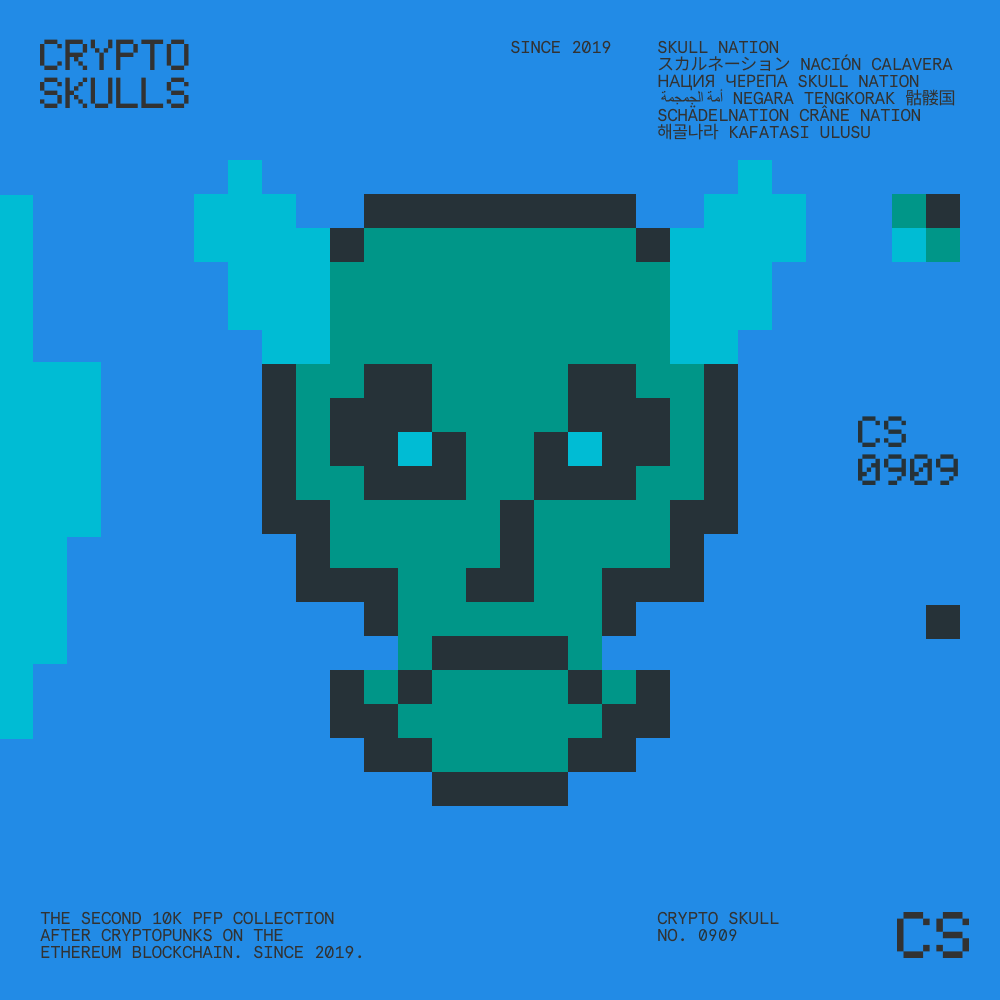 CRYPTO
SKULLS
SINCE 2019
SKULL NATION
スカルネーション NACIÓN CALAVERA
НАЦИЯ ЧЕРЕПА SKULL NATION
أمة الجمجمة NEGARA TENGKORAK 骷髅国
SCHÄDELNATION CRÂNE NATION
해골나라 KAFATASI ULUSU
CS
0909
THE SECOND 10K PFP COLLECTION
AFTER CRYPTOPUNKS ON THE
ETHEREUM BLOCKCHAIN. SINCE 2019.
CRYPTO SKULL
NO. 0909
CS